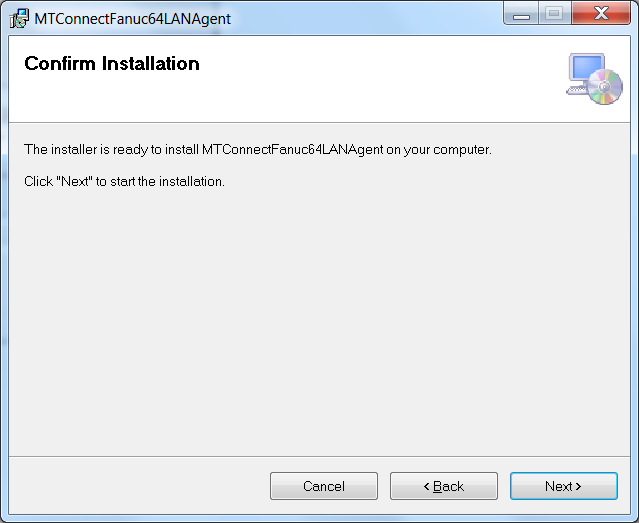 MTConnectFanuc64LANAgent
Confirm Installation
The installer is ready to install MTConnectFanuc64LANAgent on your computer.
Click "Next" to start the installation.
Cancel
< Back
Next >